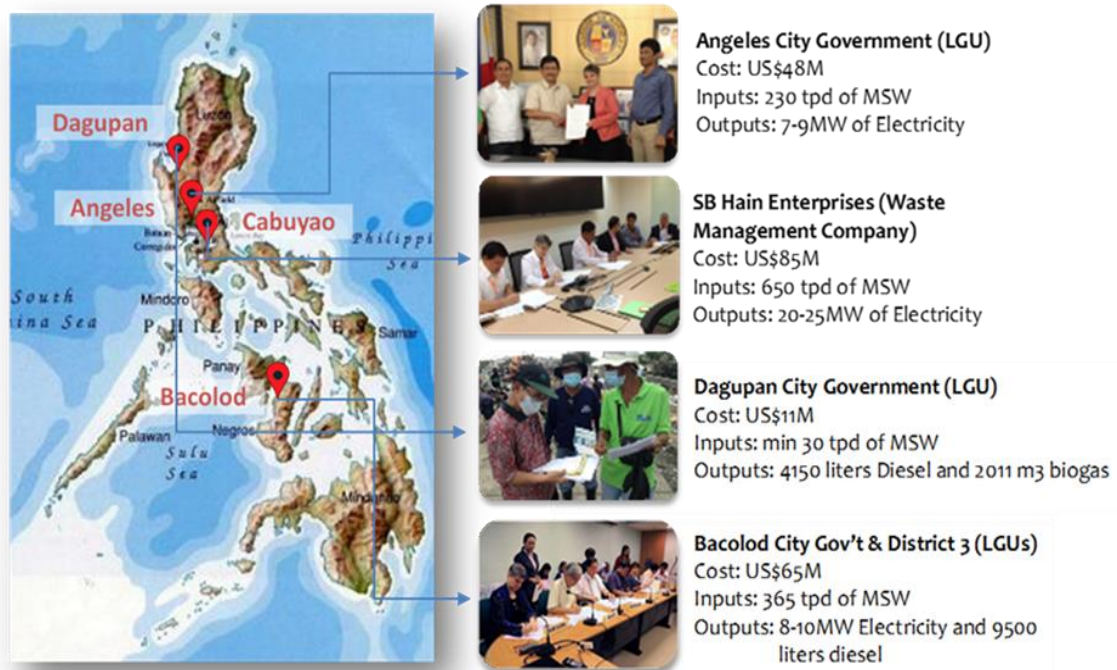 Dagupan
Luzon
Angeles
Cabuyao
Philippi
Sea
South
ina Sea
Mindoro
PHILIPPINES
Samar
Panay
Bacolod
Negros
Palawan
Sulu
Sea
Mindanao
Angeles City Government (LGU)
Cost: US$48M
Inputs: 230 tpd of MSW
Outputs: 7-9MW of Electricity
SB Hain Enterprises (Waste
Management Company)
Cost: US$85M
Inputs: 650 tpd of MSW
Outputs: 20-25MW of Electricity
Dagupan City Government (LGU)
Cost: US$11M
Inputs: min 30 tpd of MSW
Outputs: 4150 liters Diesel and 2011 m3 biogas
Bacolod City Gov’t & District 3 (LGUs)
Cost: US$65M
Inputs: 365 tpd of MSW
Outputs: 8-10MW Electricity and 9500
liters diesel